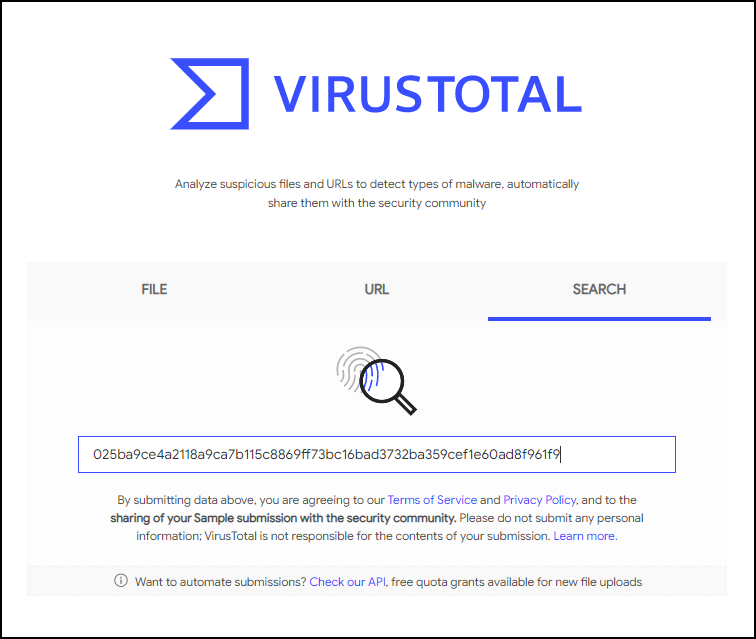 VIRUSTOTAL
Analyze suspicious files and URLs to detect types of malware, automatically
share them with the security community
FILE
URL
SEARCH
025ba9ce4a2118a9ca7b115c8869ff73bc16bad3732ba359cef1e60ad8f961f9
By submitting data above, you are agreeing to our Terms of Service and Privacy Policy, and to the
sharing of your Sample submission with the security community. Please do not submit any personal
information; VirusTotal is not responsible for the contents of your submission. Learn more.
Want to automate submissions? Check our API, free quota grants available for new file uploads